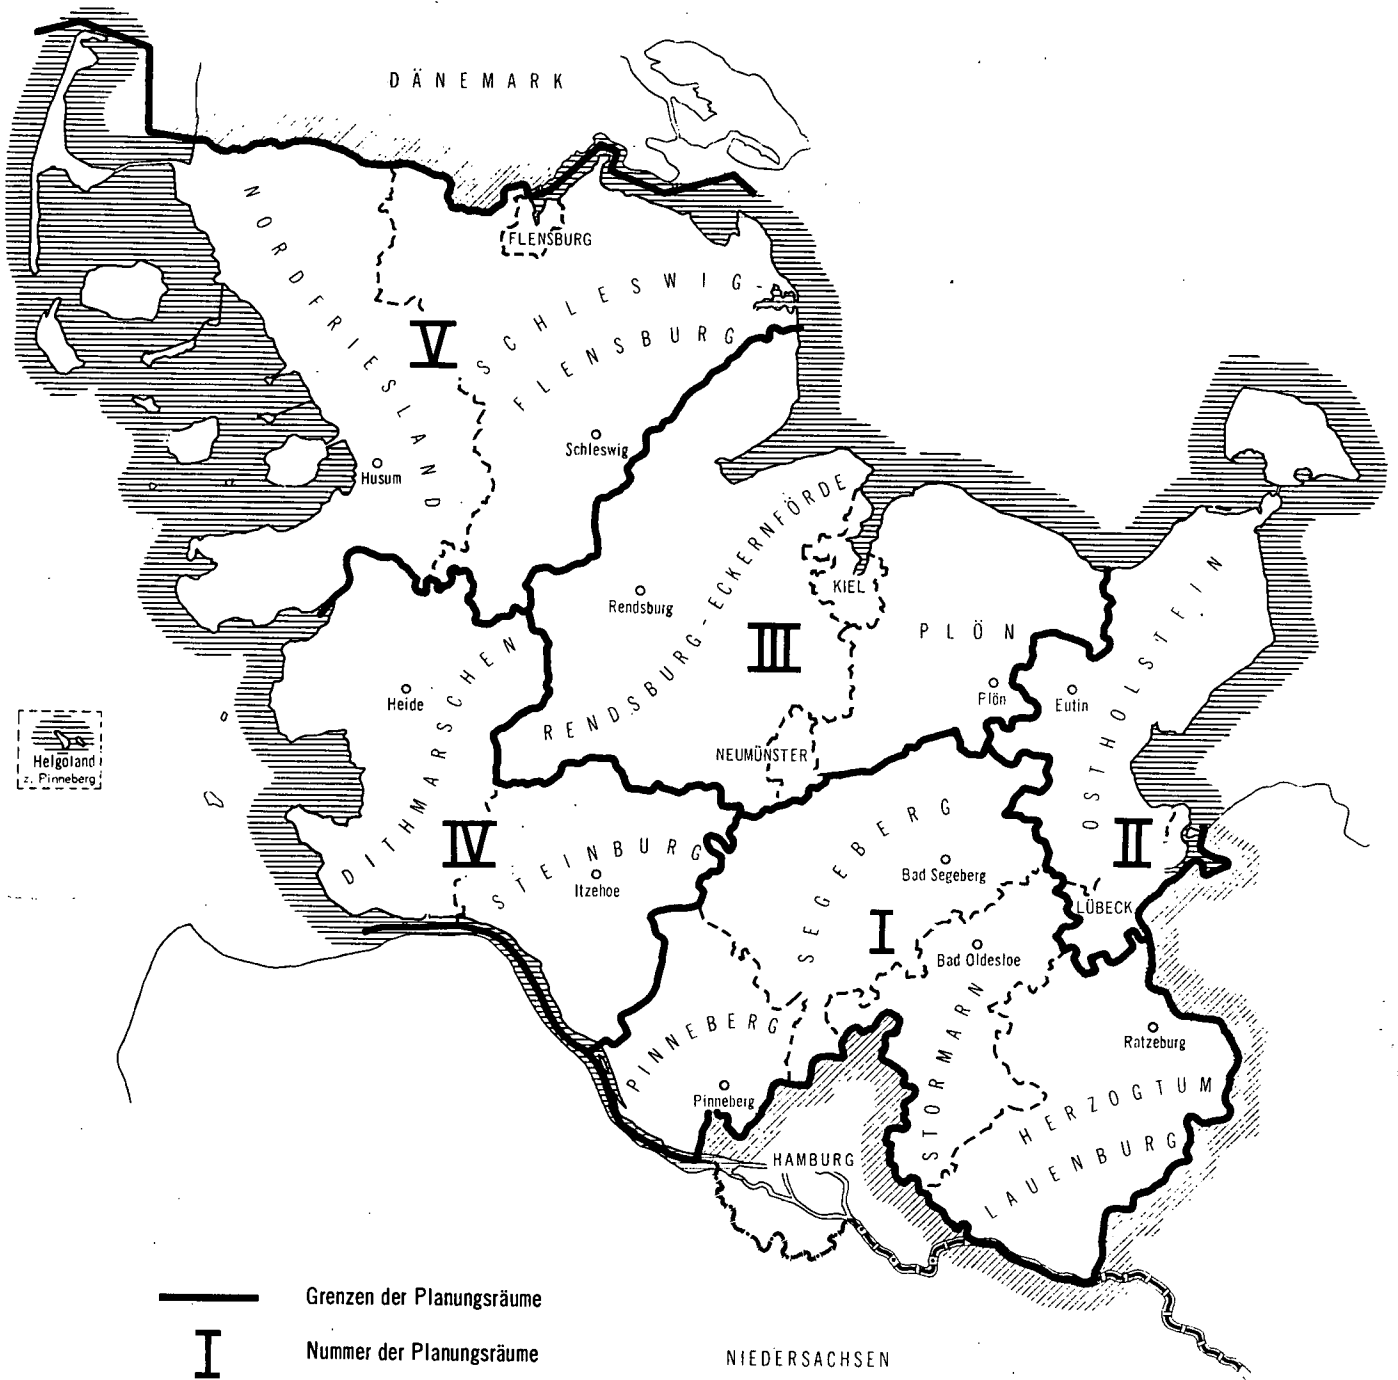 DÄNEMARK
NORDFRIESLAND
FLENSBURG
SCHLESWIG-
FLENSBURG
V
Schleswig
Husum
RENDSBURG-ECKERNFÖRDE
KIEL
Rendsburg
PLÖN
III
OSTHOLSTEIN
Plön
Eutin
DITHMARSCHEN
Heide
NEUMÜNSTER
Helgoland
z. Pinneberg
IV
STEINBURG
Itzehoe
SEGEBERG
Bad Segeberg
II
LÜBECK
I
Bad Oldesloe
STORMARN
PINNEBERG
Pinneberg
Ratzeburg
HERZOGTUM
LAUENBURG
HAMBURG
Grenzen der Planungsräume
I
Nummer der Planungsräume
NIEDERSACHSEN